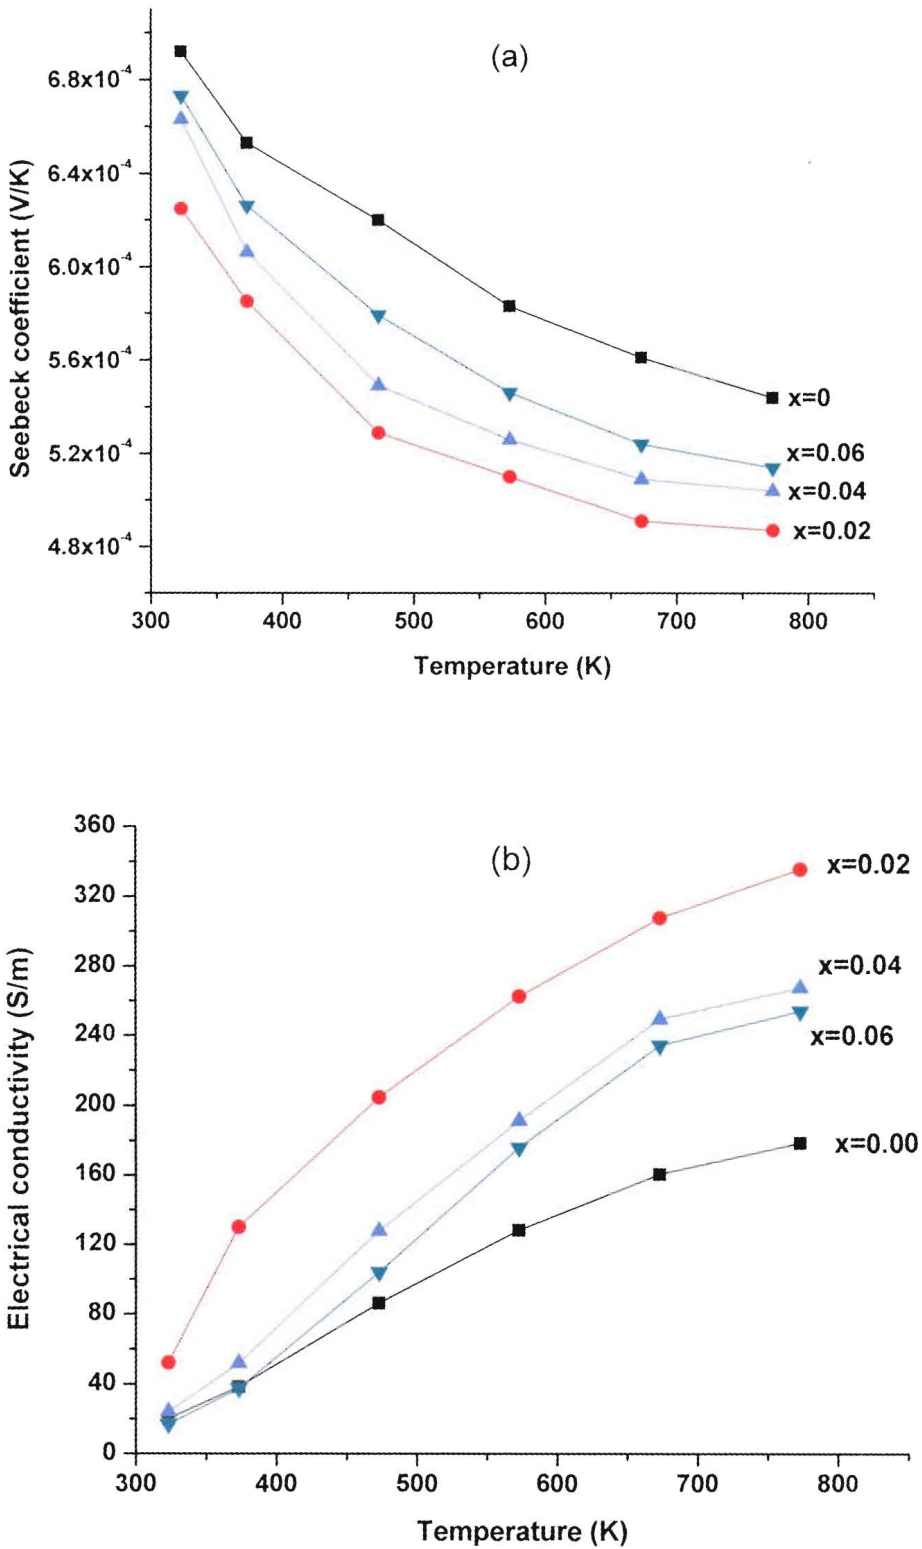 (a)
6.8x10-4
6.4x10-4
6.0x10-4
5.6x10-4
5.2x10-4
4.8x10-4
Seebeck coefficient (V/K)
x=0
x=0.06
x=0.04
x=0.02
300 400 500 600 700 800
Temperature (K)
(b)
360
320
280
240
200
160
120
80
40
0
Electrical conductivity (S/m)
x=0.02
x=0.04
x=0.06
x=0.00
300 400 500 600 700 800
Temperature (K)